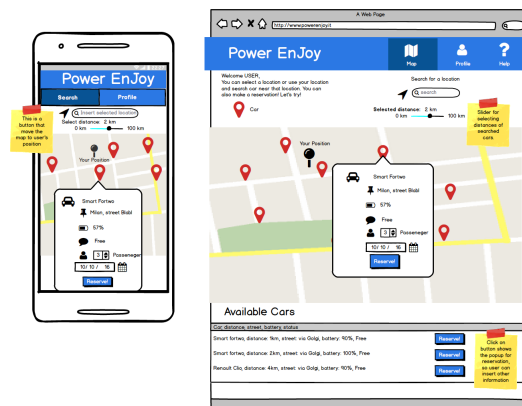 Power EnJoy
Search
Profile
Insert selected location
Select distance: 2 km
0 km
100 km
This is a
button that
move the
map to user's
position
Your Position
Smart Fortwo
Milan, street Blabl
57%
Free
3
Passeneger
10/ 10 / 16
Reserve!
A Web Page
http://www.powerenjoy.it
Power EnJoy
Map
Profile
Help
Welcome USER,
You can select a location or use your location
and search car near that location. You can
also make a reservation! Let's try!
Car
Search for a location
search
Selected distance: 2 km
0 km
100 km
Slider for
selecting
distances of
searched
cars
Your Position
Smart Fortwo
Milan, street Blabl
57%
Free
3
Passeneger
10/ 10 / 16
Reserve!
Available Cars
Car, distance, street, battery, status
Smart fortwo, distance: 1km, street: via Golgi, battery: 90%, Free
Reserve!
Smart fortwo, distance: 2km, street: via Golgi, battery: 100%, Free
Reserve!
Renault Clio, distance: 4km, street: via Golgi, battery: 90%, Free
Reserve!
Click on
button shows
the popup for
reservation,
so user can
insert other
information